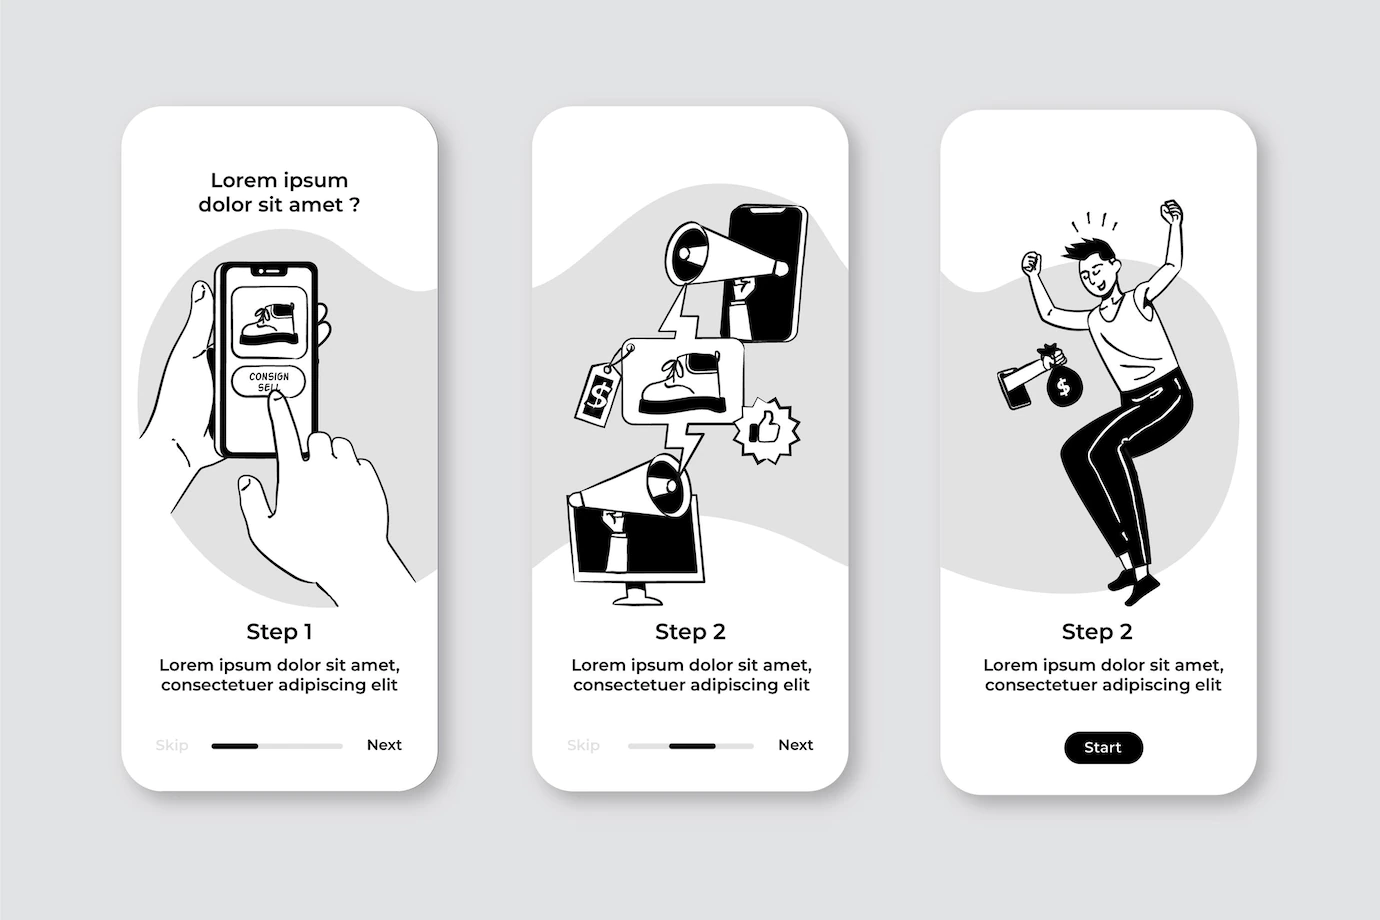 Lorem ipsum
dolor sit amet ?
CONSIGN
SELL
Step 1
Lorem ipsum dolor sit amet,
consectetuer adipiscing elit
Skip
Next
$
Step 2
Lorem ipsum dolor sit amet,
consectetuer adipiscing elit
Skip
Next
$
Step 2
Lorem ipsum dolor sit amet,
consectetuer adipiscing elit
Start